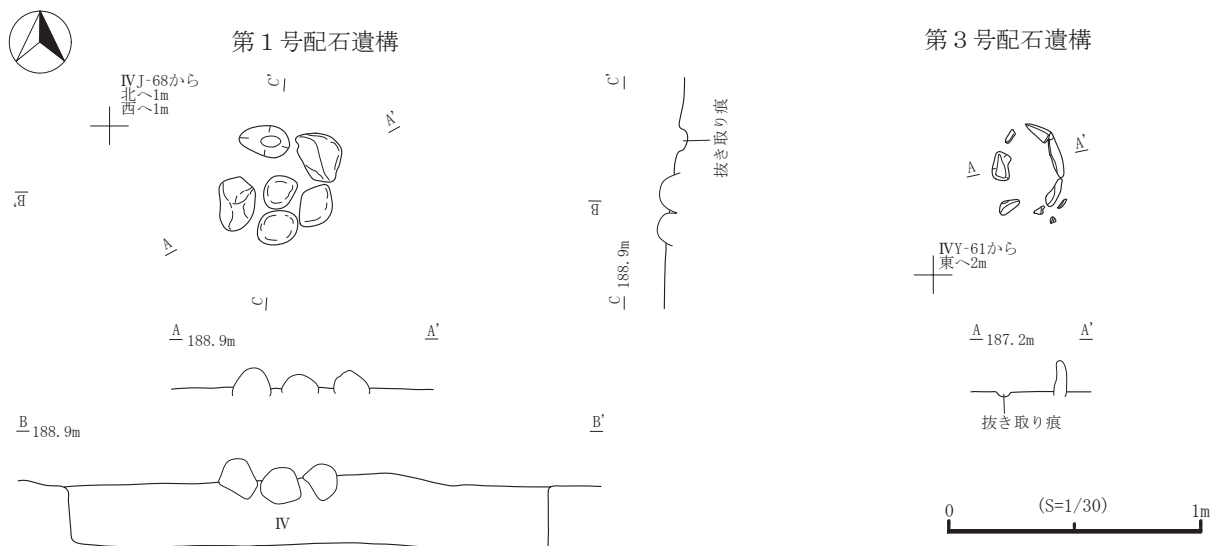 第1号配石遺構
第3号配石遺構
ⅣJ-68から
北へ1m
西へ1m
C'
A'
B'
A
C
C'
抜き取り痕
B
188.9m
C
A'
A
ⅣY-61から
東へ2m
A 188.9m
A'
B 188.9m
B'
Ⅳ
A 187.2m
A'
抜き取り痕
0
(S=1/30)
1m